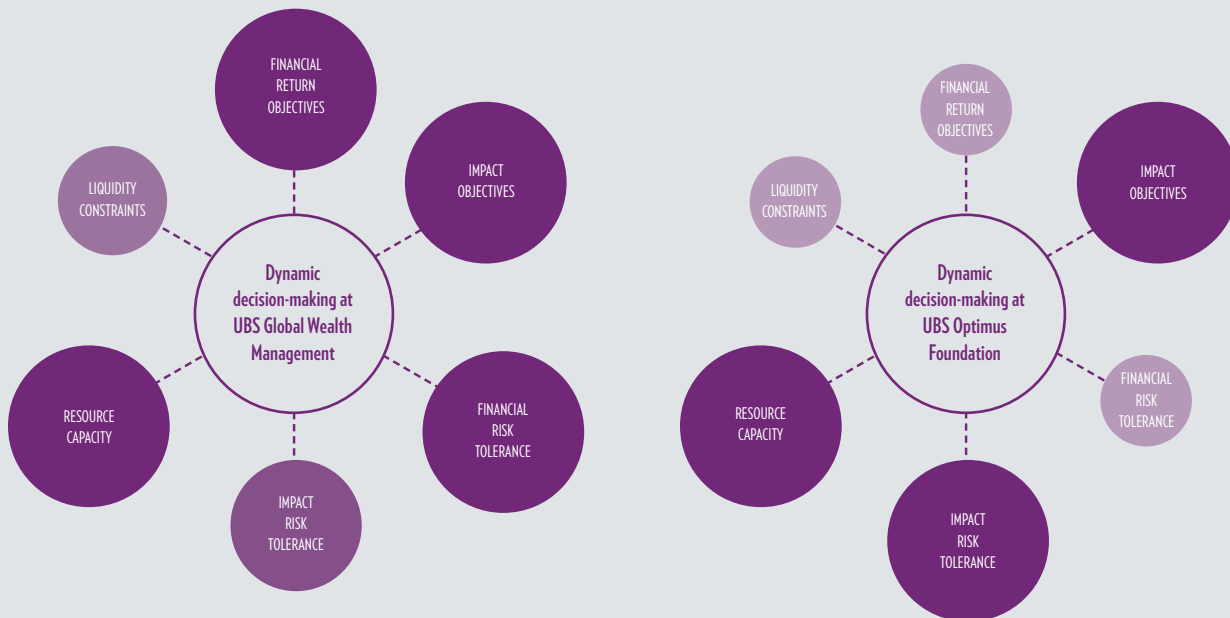 FINANCIAL
RETURN
OBJECTIVES
IMPACT
OBJECTIVES
LIQUIDITY
CONSTRAINTS
Dynamic
decision-making at
UBS Global Wealth
Management
RESOURCE
CAPACITY
FINANCIAL
RISK
TOLERANCE
IMPACT
RISK
TOLERANCE
FINANCIAL
RETURN
OBJECTIVES
IMPACT
OBJECTIVES
LIQUIDITY
CONSTRAINTS
Dynamic
decision-making at
UBS Optimus
Foundation
FINANCIAL
RISK
TOLERANCE
RESOURCE
CAPACITY
IMPACT
RISK
TOLERANCE